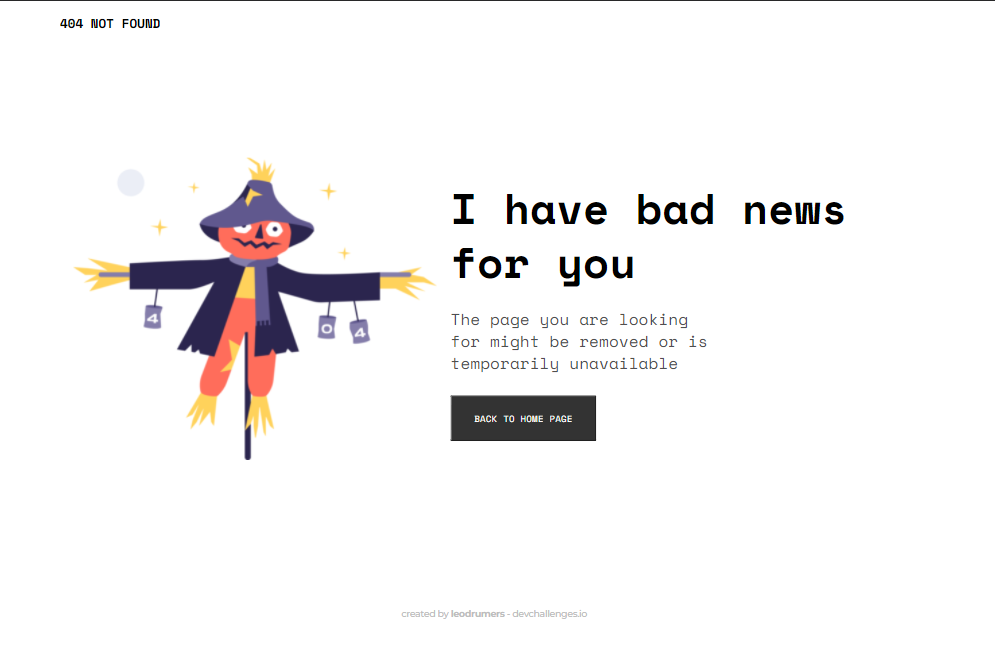 404 NOT FOUND
4
0
4
I have bad news
for you
The page you are looking
for might be removed or is
temporarily unavailable
BACK TO HOME PAGE
created by leodrumers - devchallenges.io